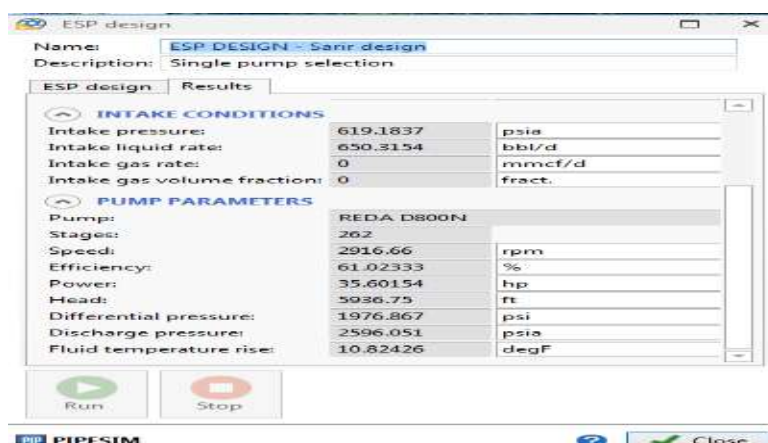 ESP design
Name: ESP DESIGN - Sarir design
Description: Single pump selection
ESP design Results
INTAKE CONDITIONS
Intake pressure: 619.1837 psia
Intake liquid rate: 650.3154 bbl/d
Intake gas rate: 0 mmcf/d
Intake gas volume fraction: 0 fract.
PUMP PARAMETERS
Pump: REDA D800N
Stages: 262
Speed: 2916.66 rpm
Efficiency: 61.02333 %
Power: 35.60154 hp
Head: 5936.75 ft
Differential pressure: 1976.867 psi
Discharge pressure: 2596.051 psia
Fluid temperature rise: 10.82426 degF
Run Stop
PIP PIPESIM ? Close